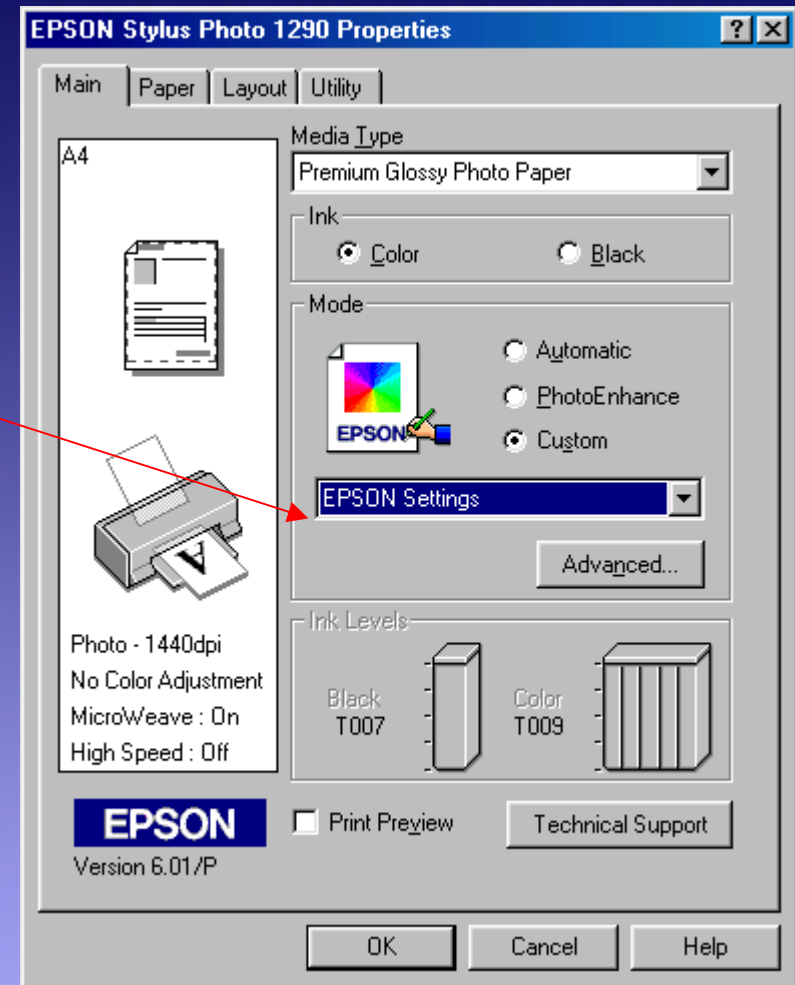 EPSON Stylus Photo 1290 Properties
Main Paper Layout Utility
A4
Media Type
Premium Glossy Photo Paper
Ink
Color Black
Mode
EPSON
Automatic
PhotoEnhance
Custom
EPSON Settings
Advanced...
A
Photo - 1440dpi
No Color Adjustment
MicroWeave : On
High Speed : Off
Ink Levels
Black
T007
Color
T009
EPSON
Version 6.01/P
Print Preview
Technical Support
OK Cancel Help